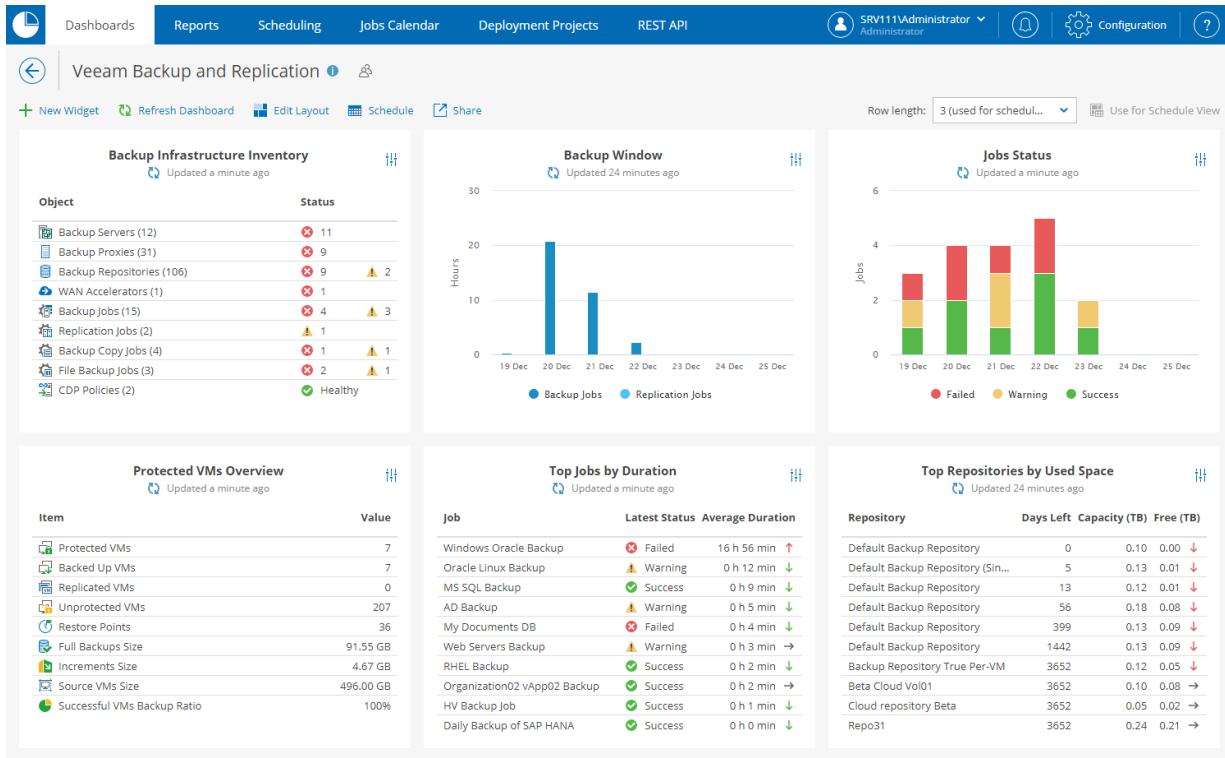 Dashboards Reports Scheduling Jobs Calendar Deployment Projects REST API SRV111\Administrator Administrator Configuration ?
Veeam Backup and Replication
New Widget Refresh Dashboard Edit Layout Schedule Share Row length: 3 (used for schedul... Use for Schedule View
Backup Infrastructure Inventory
Updated a minute ago
Object Status
Backup Servers (12) 11
Backup Proxies (31) 9
Backup Repositories (106) 9 2
WAN Accelerators (1) 1
Backup Jobs (15) 4 3
Replication Jobs (2) 1
Backup Copy Jobs (4) 1 1
File Backup Jobs (3) 2 1
CDP Policies (2) Healthy
Backup Window
Updated 24 minutes ago
Hours
30
20
10
0
19 Dec 20 Dec 21 Dec 22 Dec 23 Dec 24 Dec 25 Dec
Backup Jobs Replication Jobs
Jobs Status
Updated a minute ago
Jobs
6
4
2
0
19 Dec 20 Dec 21 Dec 22 Dec 23 Dec 24 Dec 25 Dec
Failed Warning Success
Protected VMs Overview
Updated a minute ago
Item Value
Protected VMs 7
Backed Up VMs 7
Replicated VMs 0
Unprotected VMs 207
Restore Points 36
Full Backups Size 91.55 GB
Increments Size 4.67 GB
Source VMs Size 496.00 GB
Successful VMs Backup Ratio 100%
Top Jobs by Duration
Updated a minute ago
Job Latest Status Average Duration
Windows Oracle Backup Failed 16 h 56 min ↑
Oracle Linux Backup Warning 0 h 12 min ↓
MS SQL Backup Success 0 h 9 min ↓
AD Backup Warning 0 h 5 min ↓
My Documents DB Failed 0 h 4 min ↓
Web Servers Backup Warning 0 h 3 min →
RHEL Backup Success 0 h 2 min ↓
Organization02 vApp02 Backup Success 0 h 2 min →
HV Backup Job Success 0 h 1 min ↓
Daily Backup of SAP HANA Success 0 h 0 min ↓
Top Repositories by Used Space
Updated 24 minutes ago
Repository Days Left Capacity (TB) Free (TB)
Default Backup Repository 0 0.10 0.00 ↓
Default Backup Repository (Sin... 5 0.13 0.01 ↓
Default Backup Repository 13 0.12 0.01 ↓
Default Backup Repository 56 0.18 0.08 ↓
Default Backup Repository 399 0.13 0.09 ↓
Default Backup Repository 1442 0.13 0.09 ↓
Backup Repository True Per-VM 3652 0.12 0.05 ↓
Beta Cloud Vol01 3652 0.10 0.08 →
Cloud repository Beta 3652 0.05 0.02 →
Repo31 3652 0.24 0.21 →